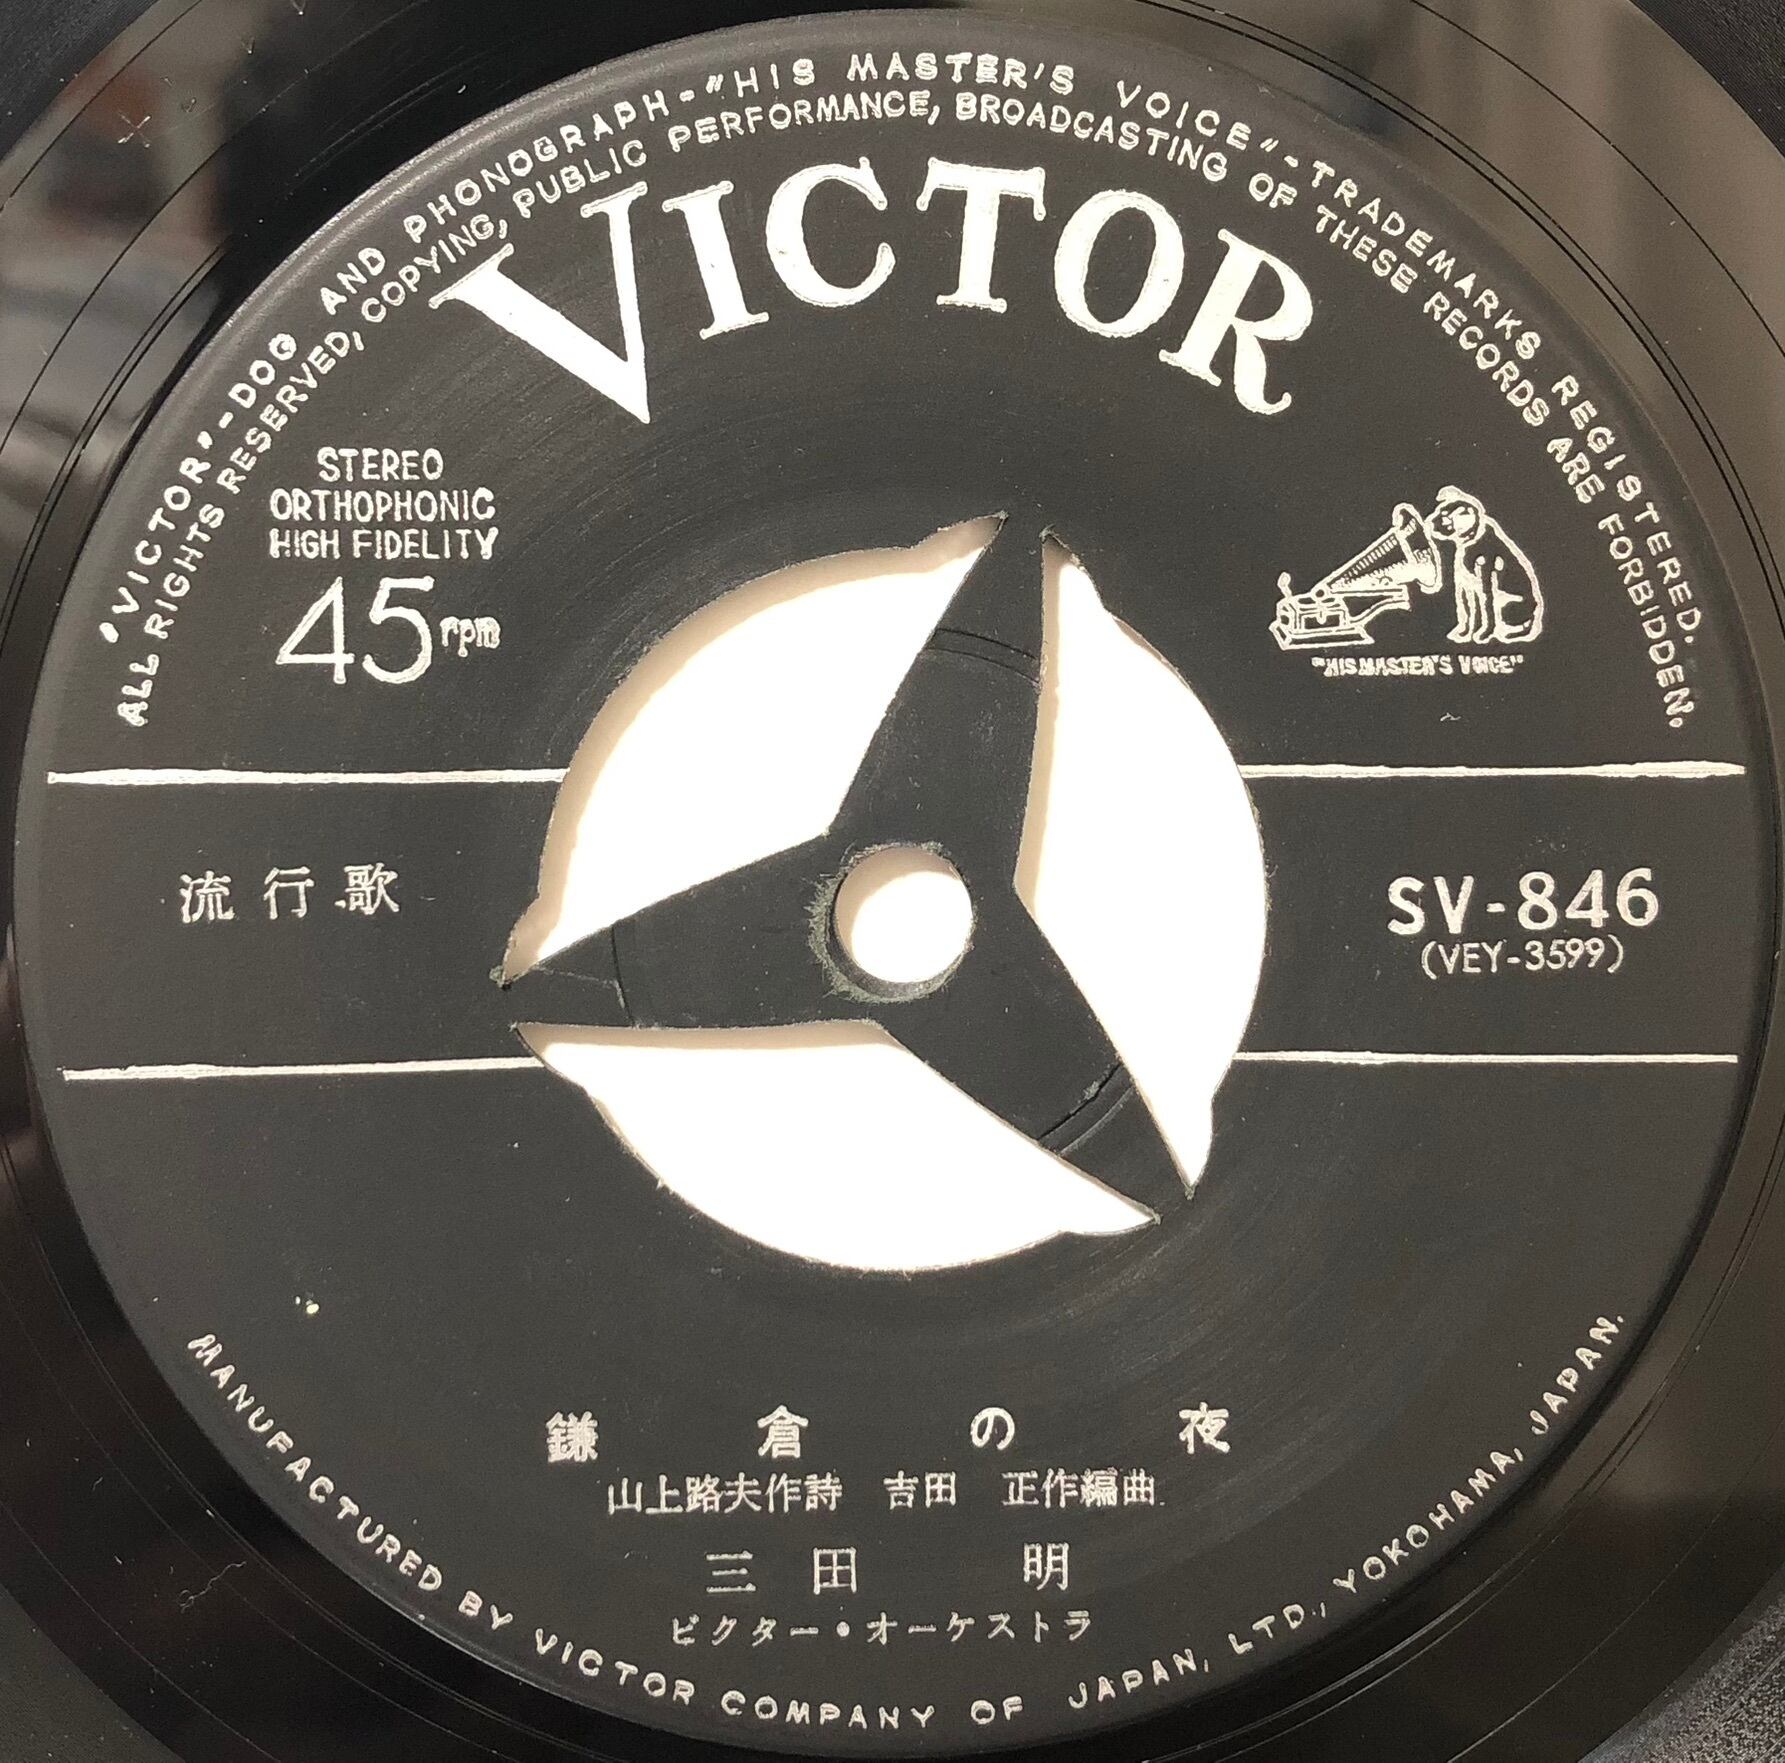 "VICTOR"-DOG AND PHONOGRAPH-"HIS MASTER'S VOICE"-TRADEMARKS REGISTERED.
ALL RIGHTS RESERVED, COPYING, PUBLIC PERFORMANCE, BROADCASTING OF THESE RECORDS ARE FORBIDDEN.
VICTOR
STEREO
ORTHOPHONIC
HIGH FIDELITY
45 rpm
"HIS MASTER'S VOICE"
流行歌
SV-846
(VEY-3599)
鎌倉の夜
山上路夫作詩 吉田 正作編曲
三田 明
ビクター・オーケストラ
MANUFACTURED BY VICTOR COMPANY OF JAPAN, LTD., YOKOHAMA, JAPAN.